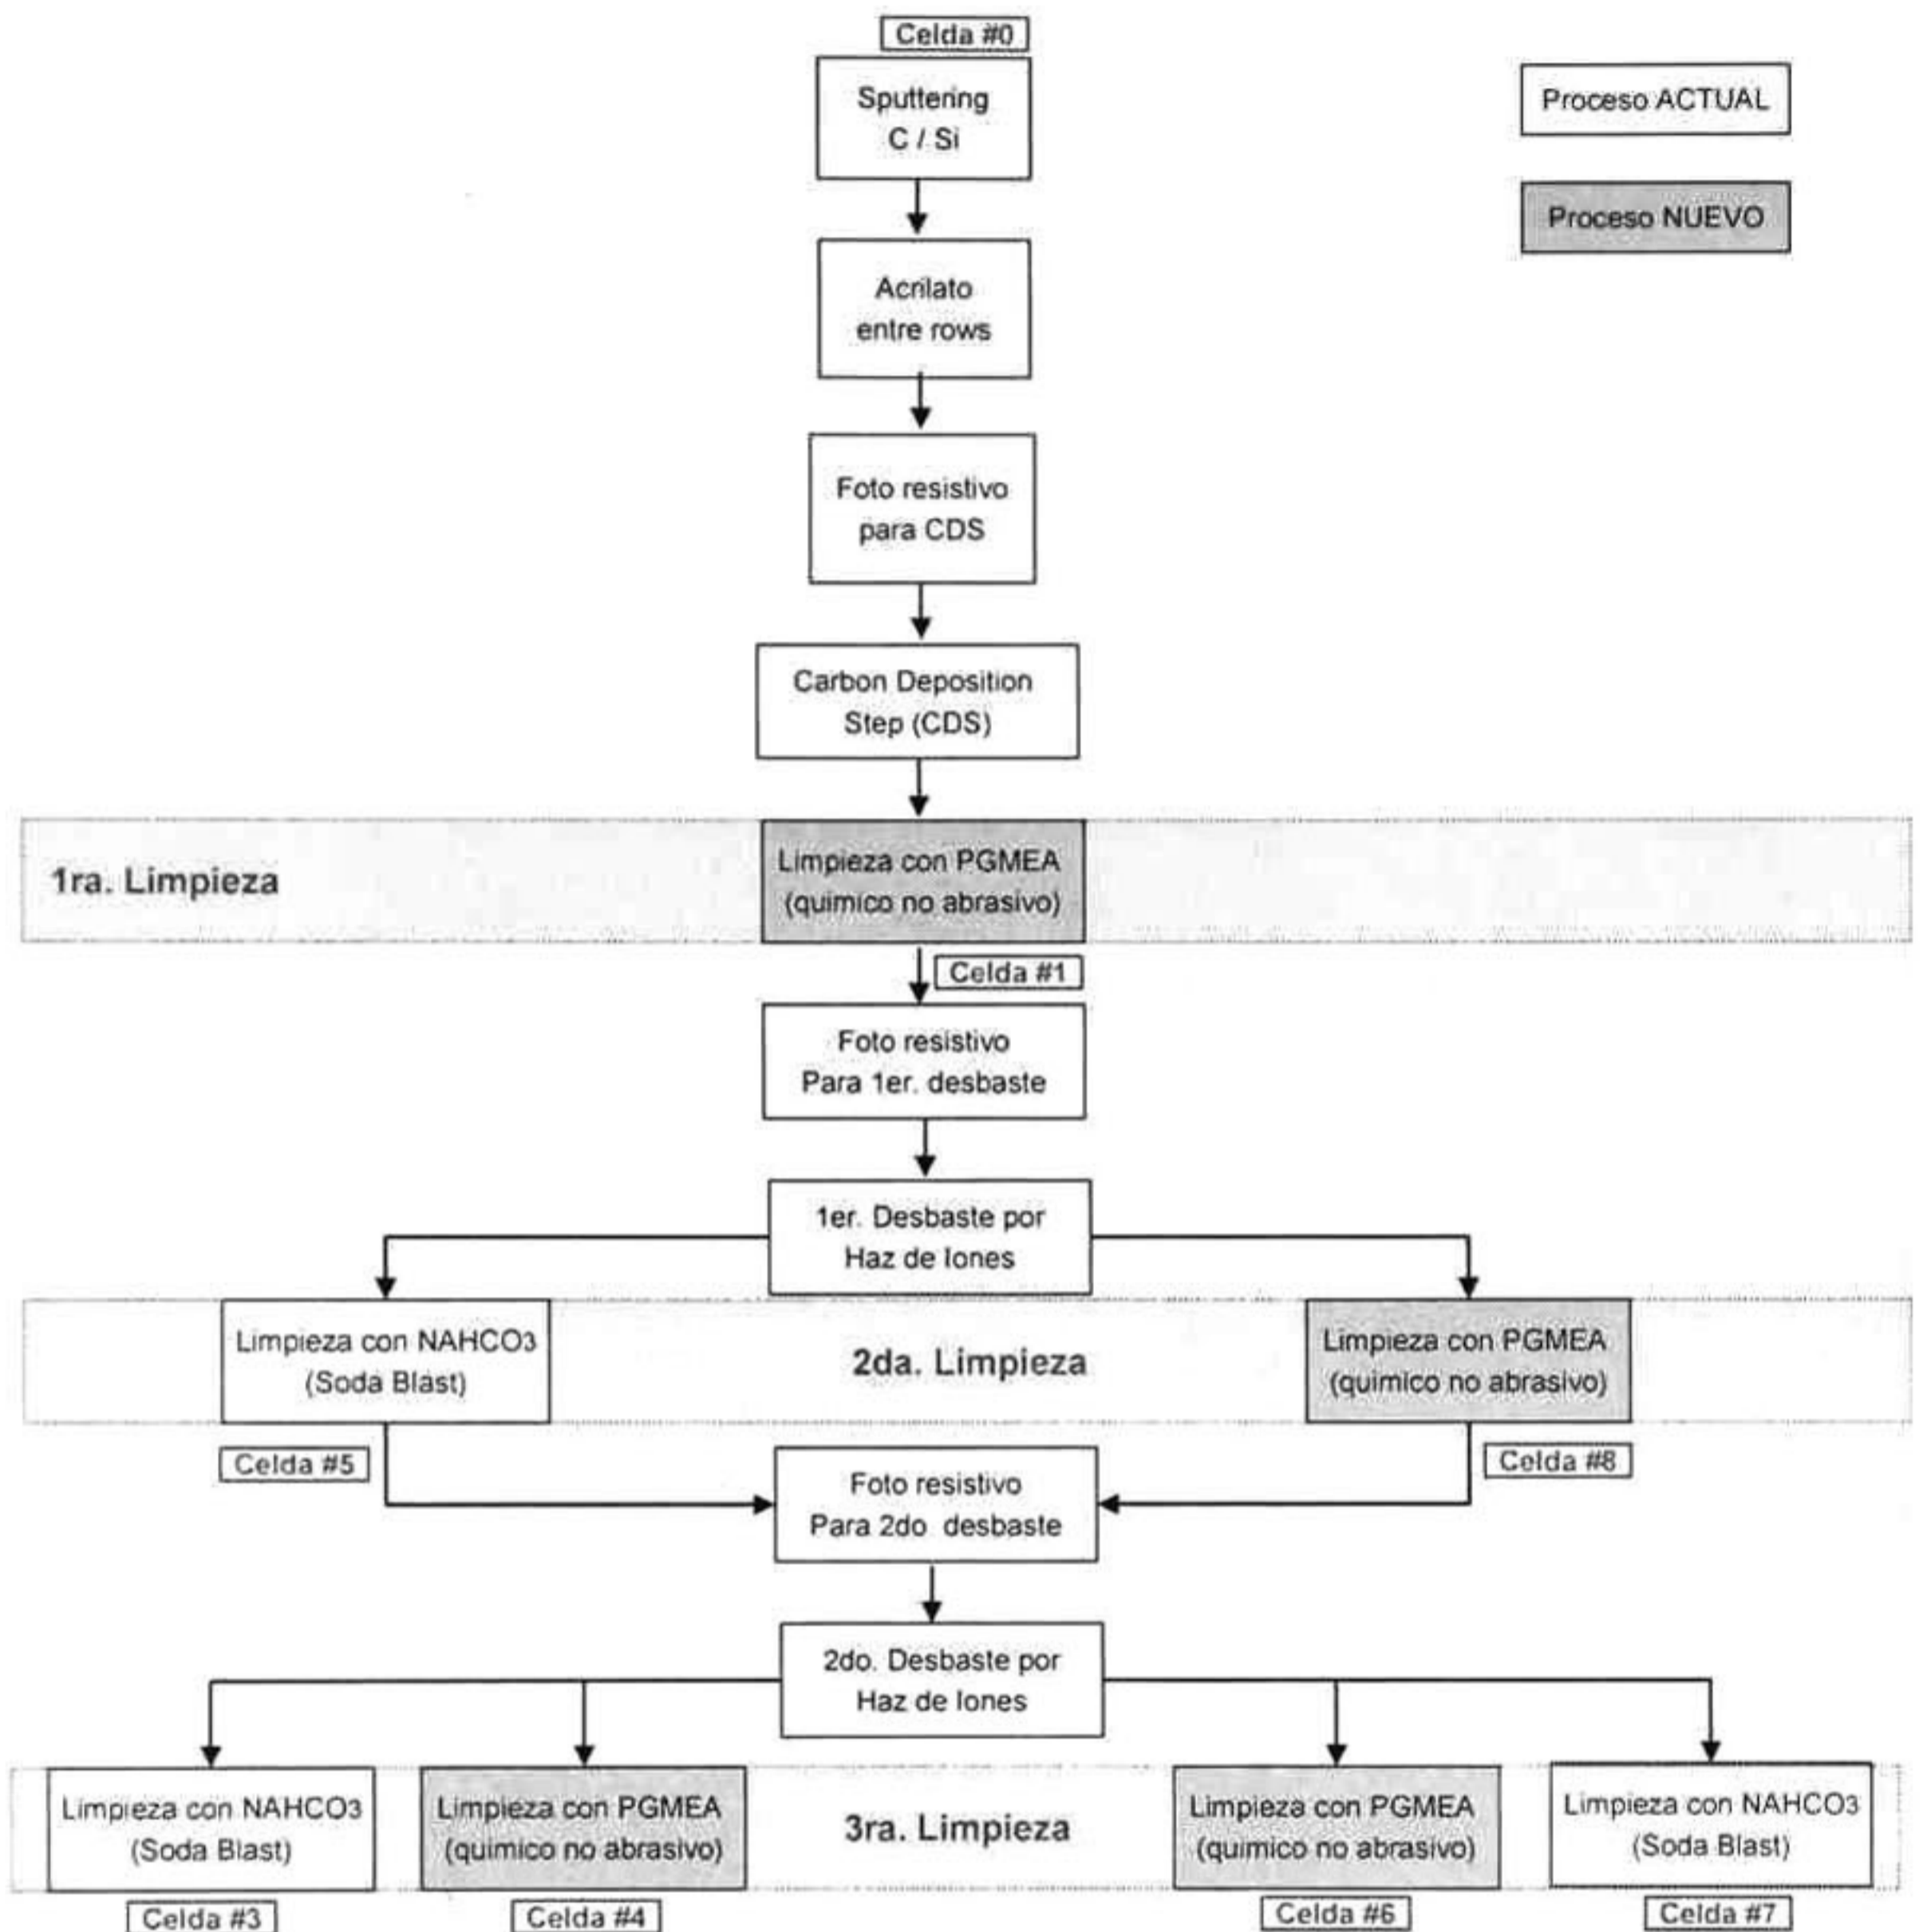 Celda #0
Sputtering
C / Si
Proceso ACTUAL
Proceso NUEVO
Acrilato
entre rows
Foto resistivo
para CDS
Carbon Deposition
Step (CDS)
1ra. Limpieza
Limpieza con PGMEA
(quimico no abrasivo)
Celda #1
Foto resistivo
Para 1er. desbaste
1er. Desbaste por
Haz de Iones
Limpieza con NAHCO3
(Soda Blast)
2da. Limpieza
Limpieza con PGMEA
(quimico no abrasivo)
Celda #5
Celda #8
Foto resistivo
Para 2do desbaste
2do. Desbaste por
Haz de Iones
Limpieza con NAHCO3
(Soda Blast)
Limpieza con PGMEA
(quimico no abrasivo)
3ra. Limpieza
Limpieza con PGMEA
(quimico no abrasivo)
Limpieza con NAHCO3
(Soda Blast)
Celda #3
Celda #4
Celda #6
Celda #7